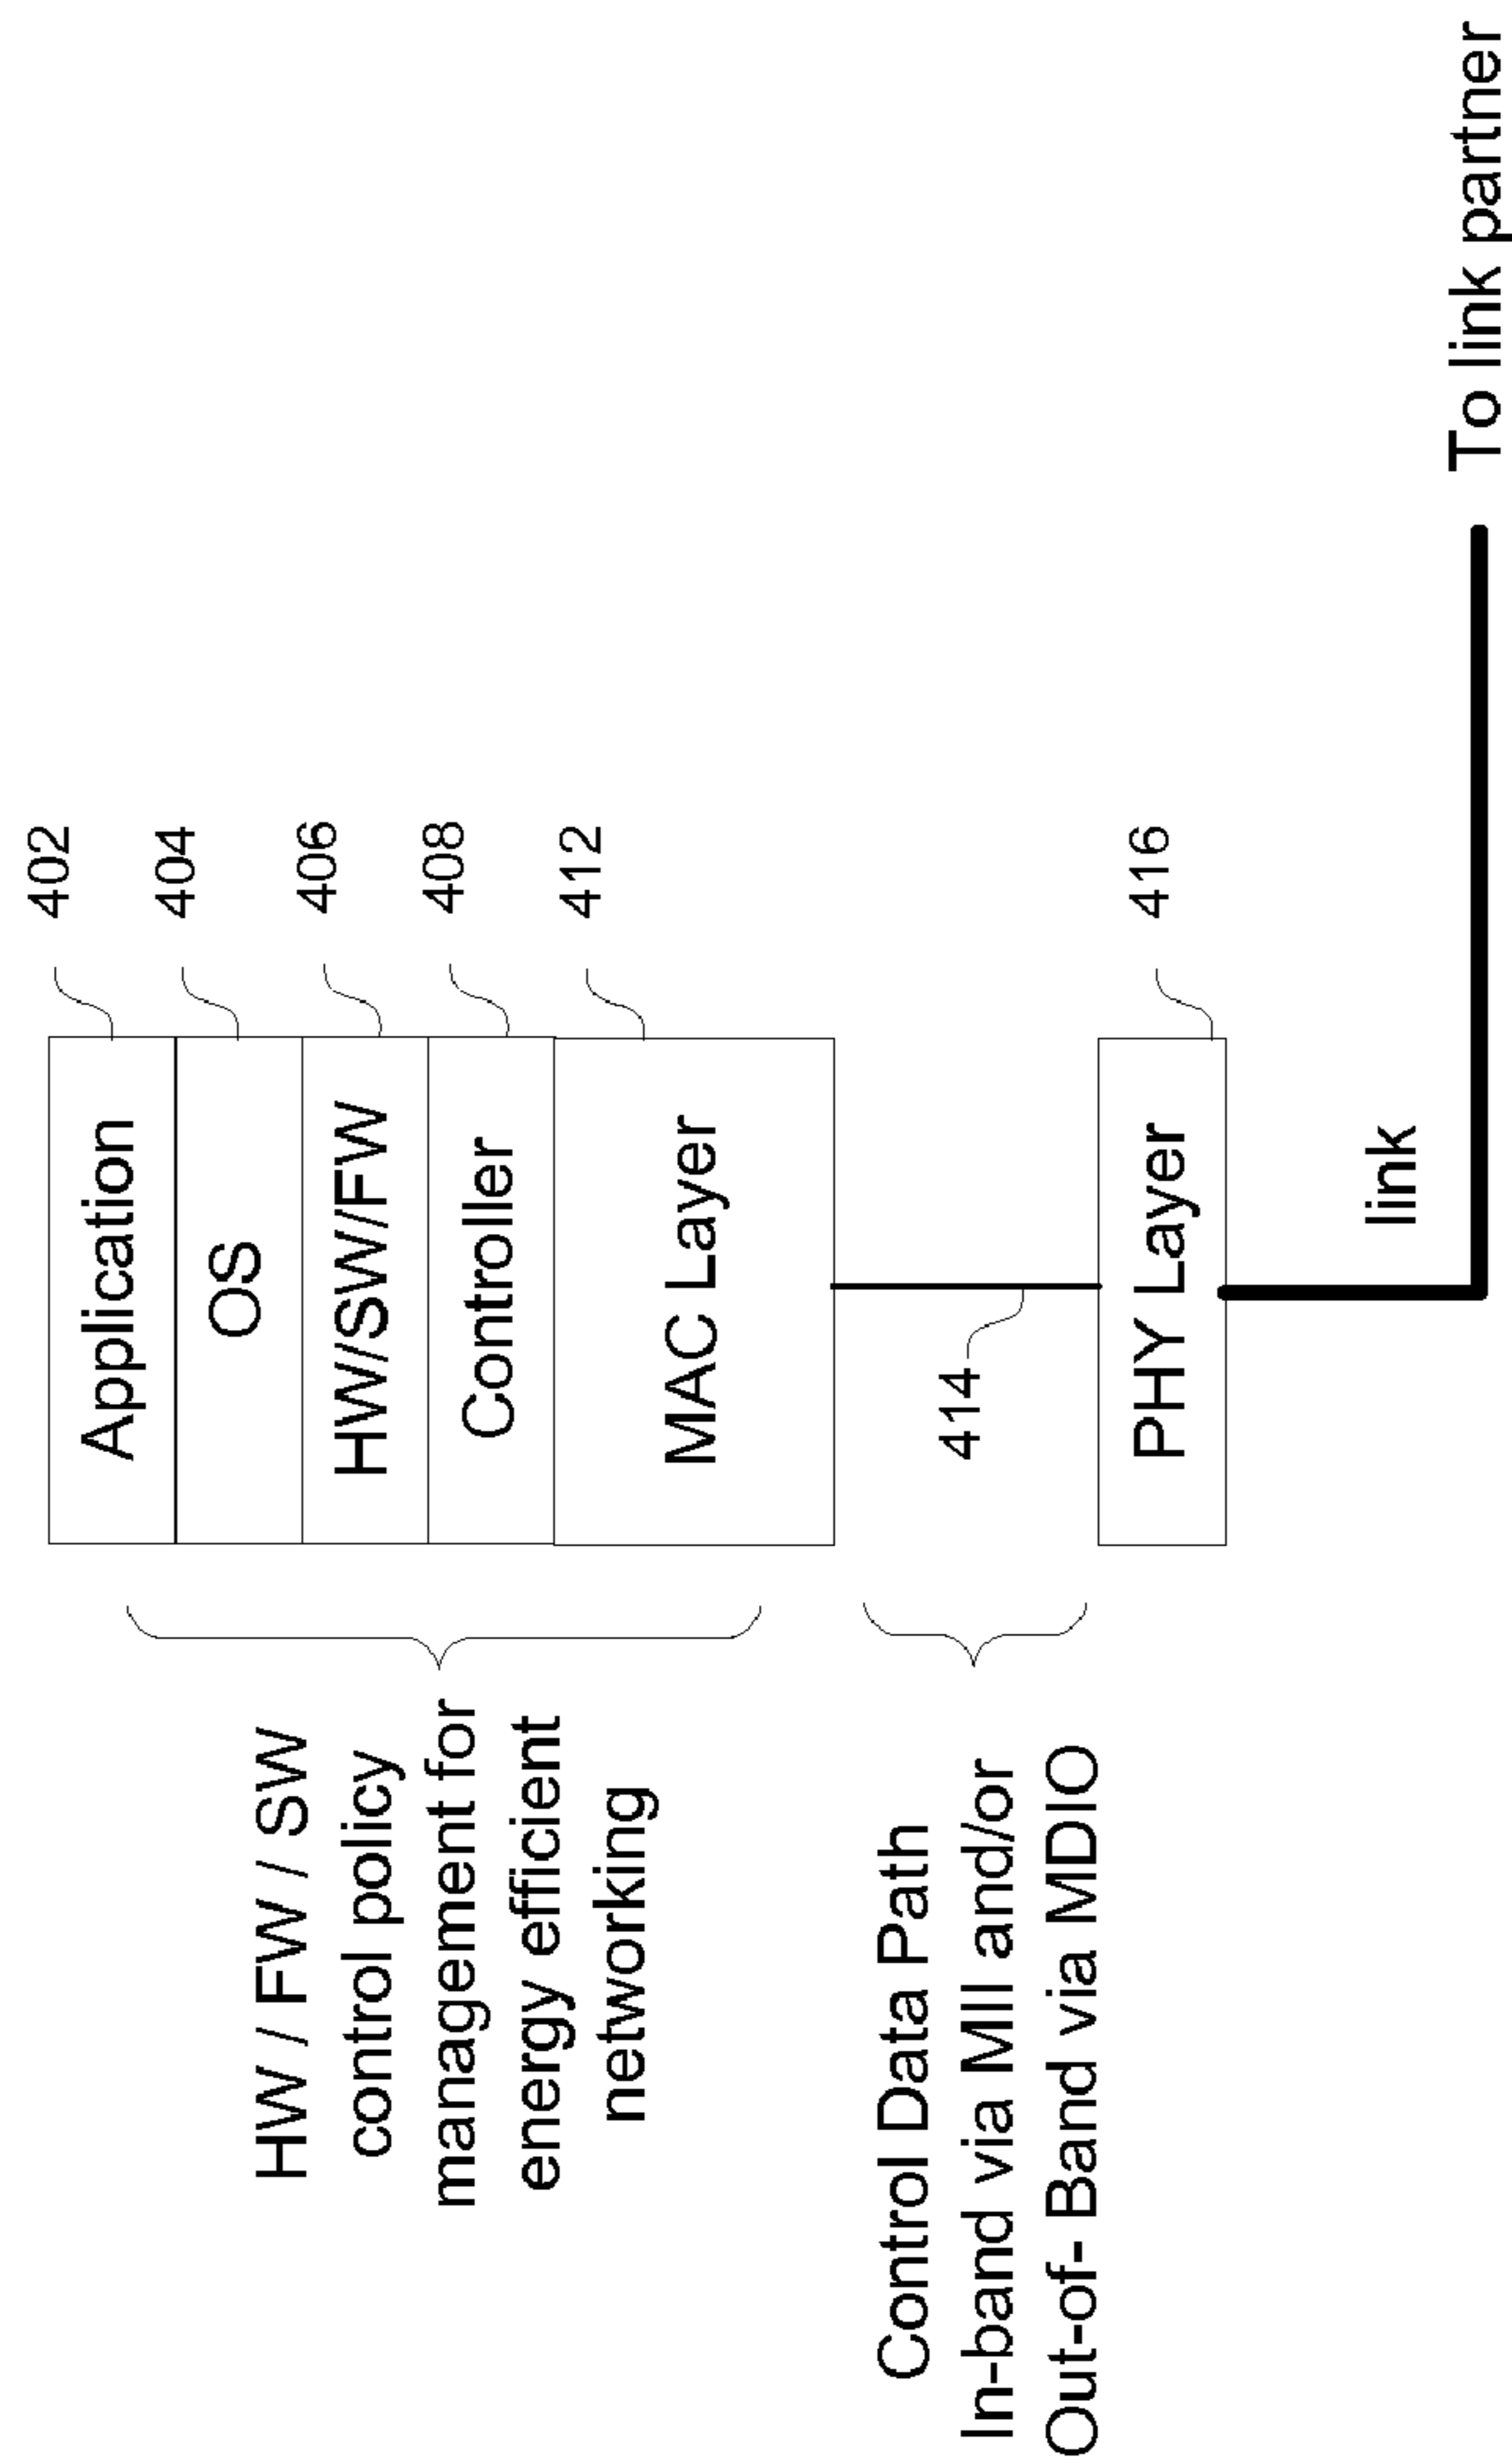 HW / FW / SW
control policy
management for
energy efficient
networking
Control Data Path
In-band via MII and/or
Out-of- Band via MDIO
Application
OS
HW/SW/FW
Controller
MAC Layer
414
PHY Layer
link
402
404
406
408
412
416
To link partner